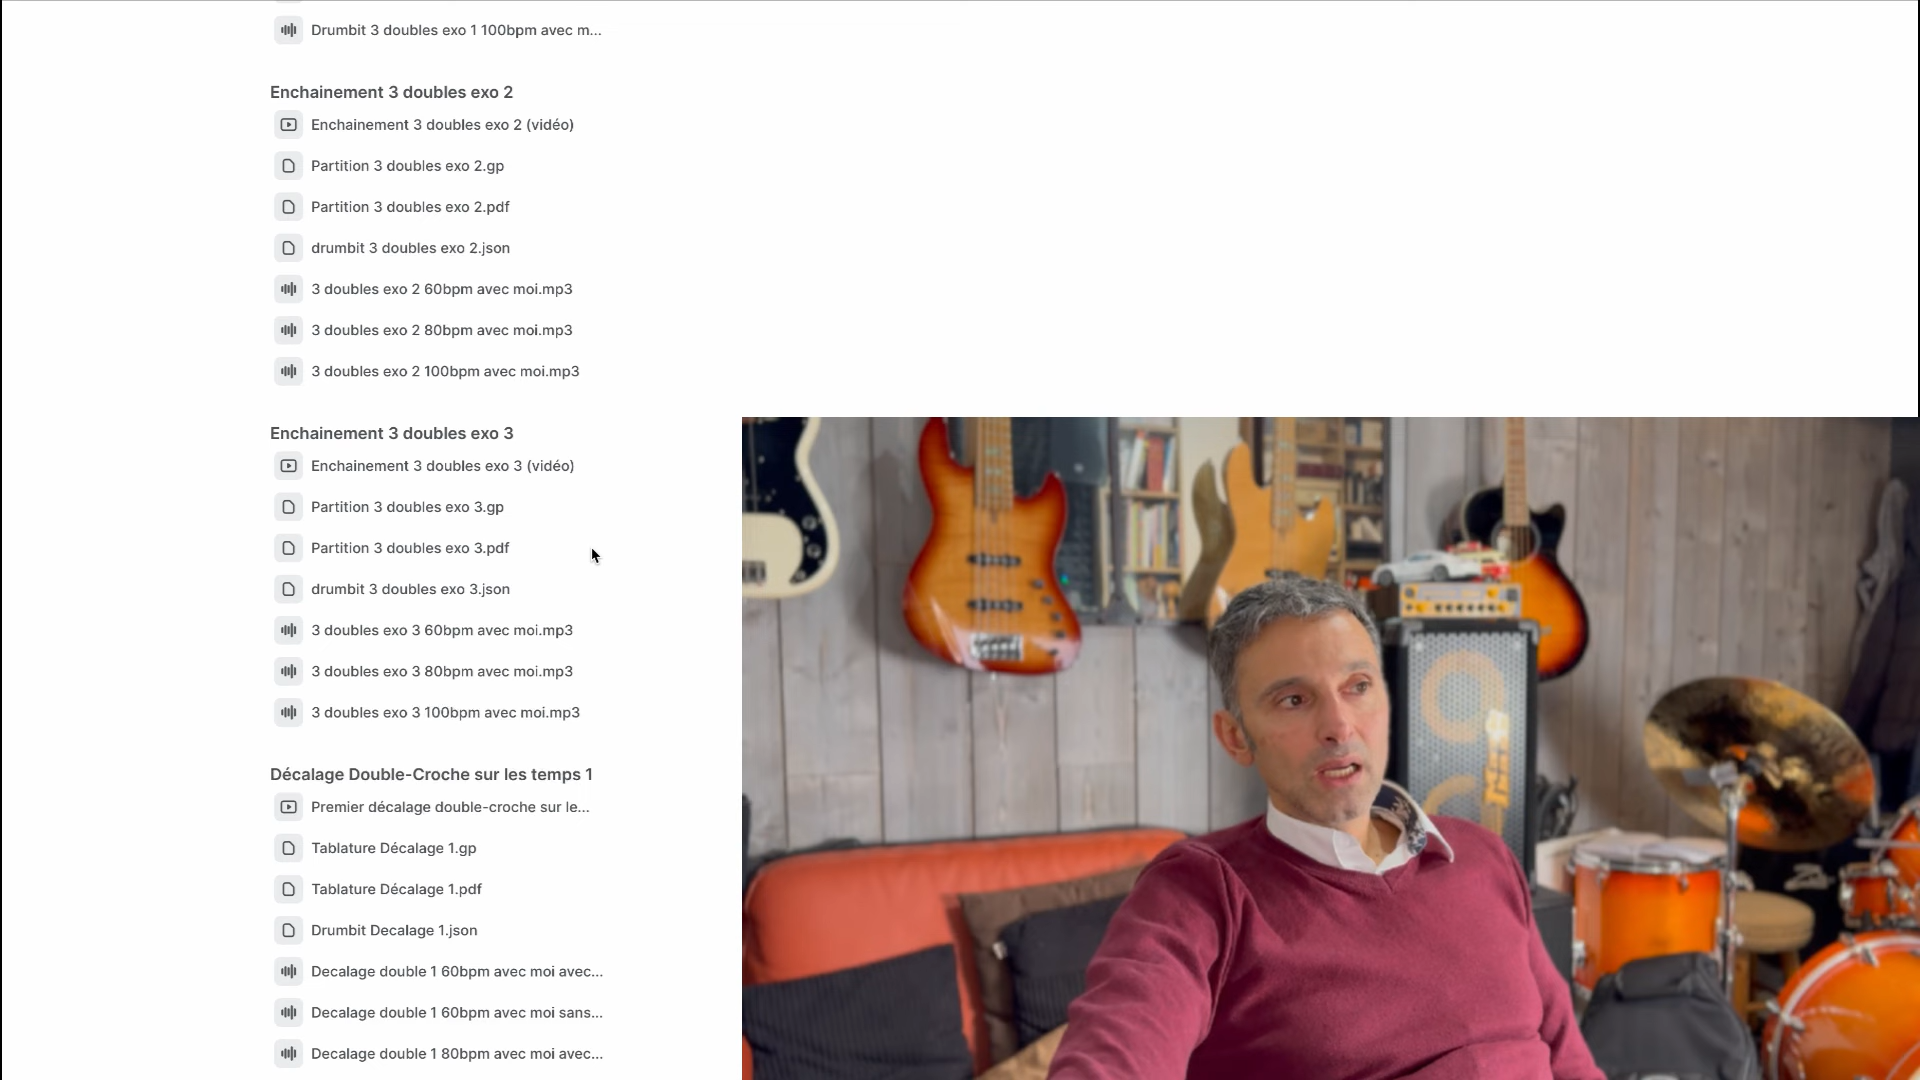 Drumbit 3 doubles exo 1 100bpm avec m...
Enchainement 3 doubles exo 2
Enchainement 3 doubles exo 2 (vidéo)
Partition 3 doubles exo 2.gp
Partition 3 doubles exo 2.pdf
drumbit 3 doubles exo 2.json
3 doubles exo 2 60bpm avec moi.mp3
3 doubles exo 2 80bpm avec moi.mp3
3 doubles exo 2 100bpm avec moi.mp3
Enchainement 3 doubles exo 3
Enchainement 3 doubles exo 3 (vidéo)
Partition 3 doubles exo 3.gp
Partition 3 doubles exo 3.pdf
drumbit 3 doubles exo 3.json
3 doubles exo 3 60bpm avec moi.mp3
3 doubles exo 3 80bpm avec moi.mp3
3 doubles exo 3 100bpm avec moi.mp3
Décalage Double-Croche sur les temps 1
Premier décalage double-croche sur le...
Tablature Décalage 1.gp
Tablature Décalage 1.pdf
Drumbit Decalage 1.json
Decalage double 1 60bpm avec moi avec...
Decalage double 1 60bpm avec moi sans...
Decalage double 1 80bpm avec moi avec...